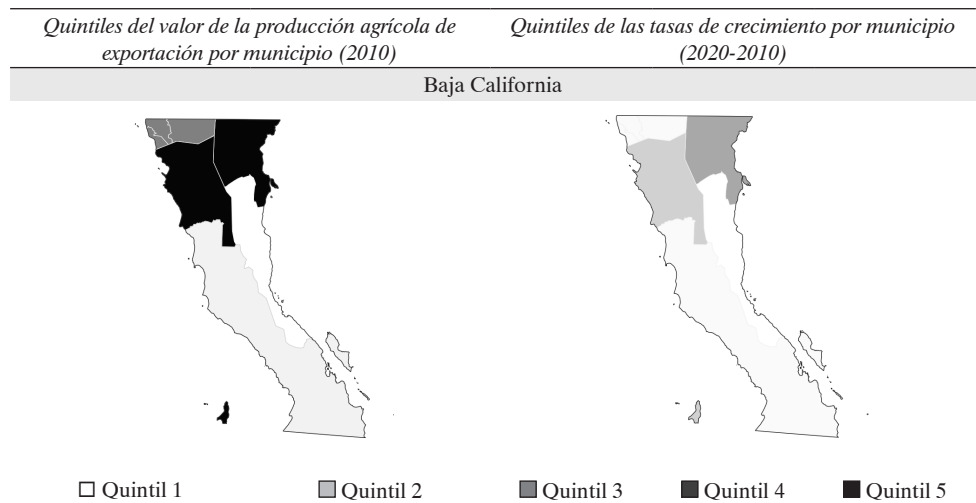 Quintiles del valor de la producción agrícola de
exportación por municipio (2010)
Quintiles de las tasas de crecimiento por municipio
(2020-2010)
Baja California
Quintil 1
Quintil 2
Quintil 3
Quintil 4
Quintil 5